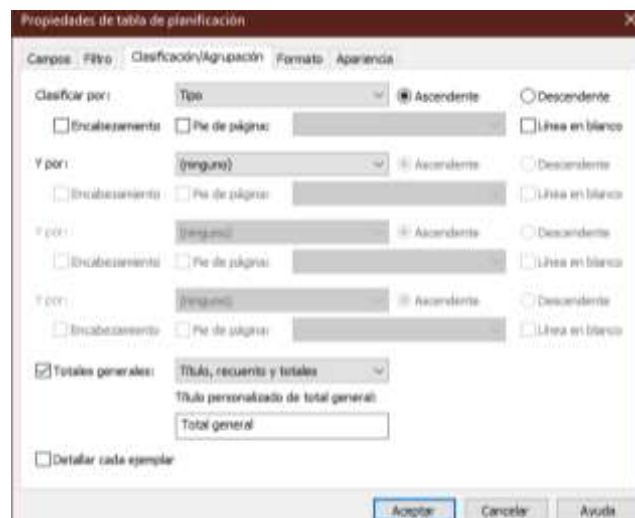 Propiedades de tabla de planificación
Campos Filtro Clasificación/Agrupación Formato Apariencia
Clasificar por: Tipo Ascendente Descendente
Encabezamiento Pie de página: Línea en blanco
Y por: (ninguno) Ascendente Descendente
Encabezamiento Pie de página: Línea en blanco
Y por: (ninguno) Ascendente Descendente
Encabezamiento Pie de página: Línea en blanco
Y por: (ninguno) Ascendente Descendente
Encabezamiento Pie de página: Línea en blanco
Totales generales: Título, recuento y totales
Título personalizado de total general:
Total general
Detallar cada ejemplar
Aceptar Cancelar Ayuda